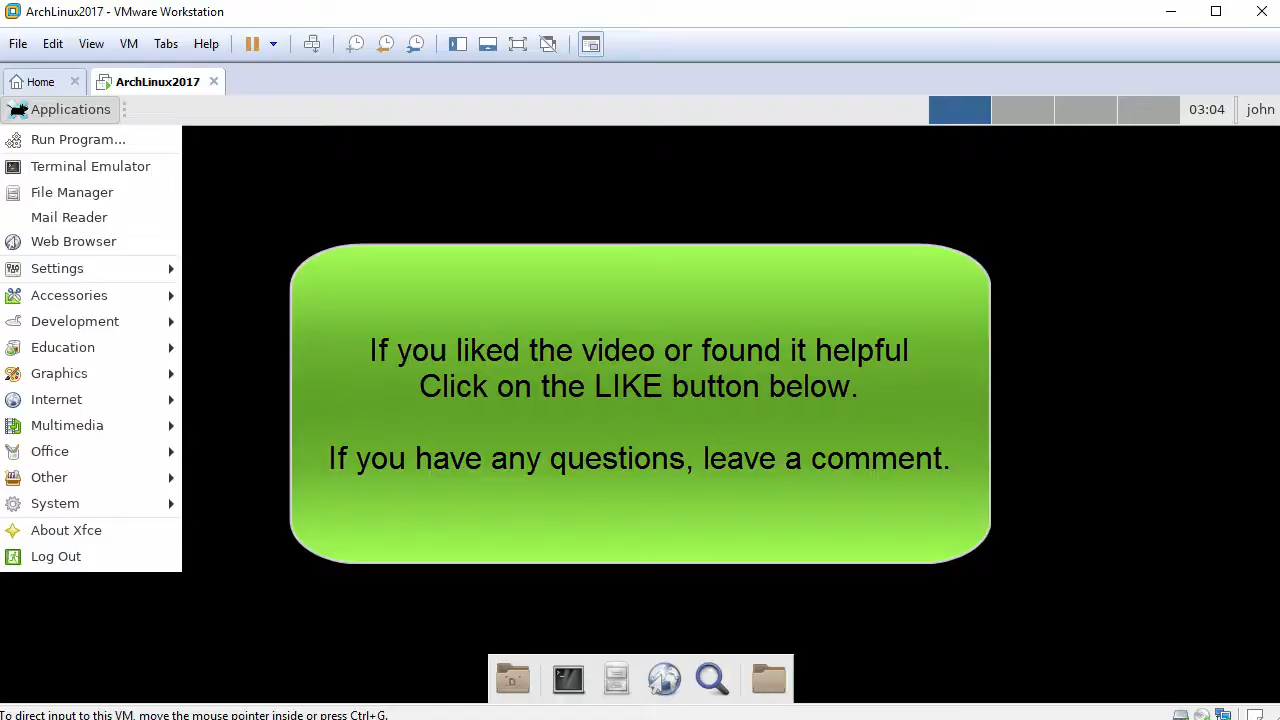 ArchLinux2017 - VMware Workstation
File Edit View VM Tabs Help
Home ArchLinux2017
Applications 03:04 john
Run Program...
Terminal Emulator
File Manager
Mail Reader
Web Browser
Settings
Accessories
Development
Education
Graphics
Internet
Multimedia
Office
Other
System
About Xfce
Log Out
If you liked the video or found it helpful
Click on the LIKE button below.
If you have any questions, leave a comment.
To direct input to this VM, move the mouse pointer inside or press Ctrl+G.